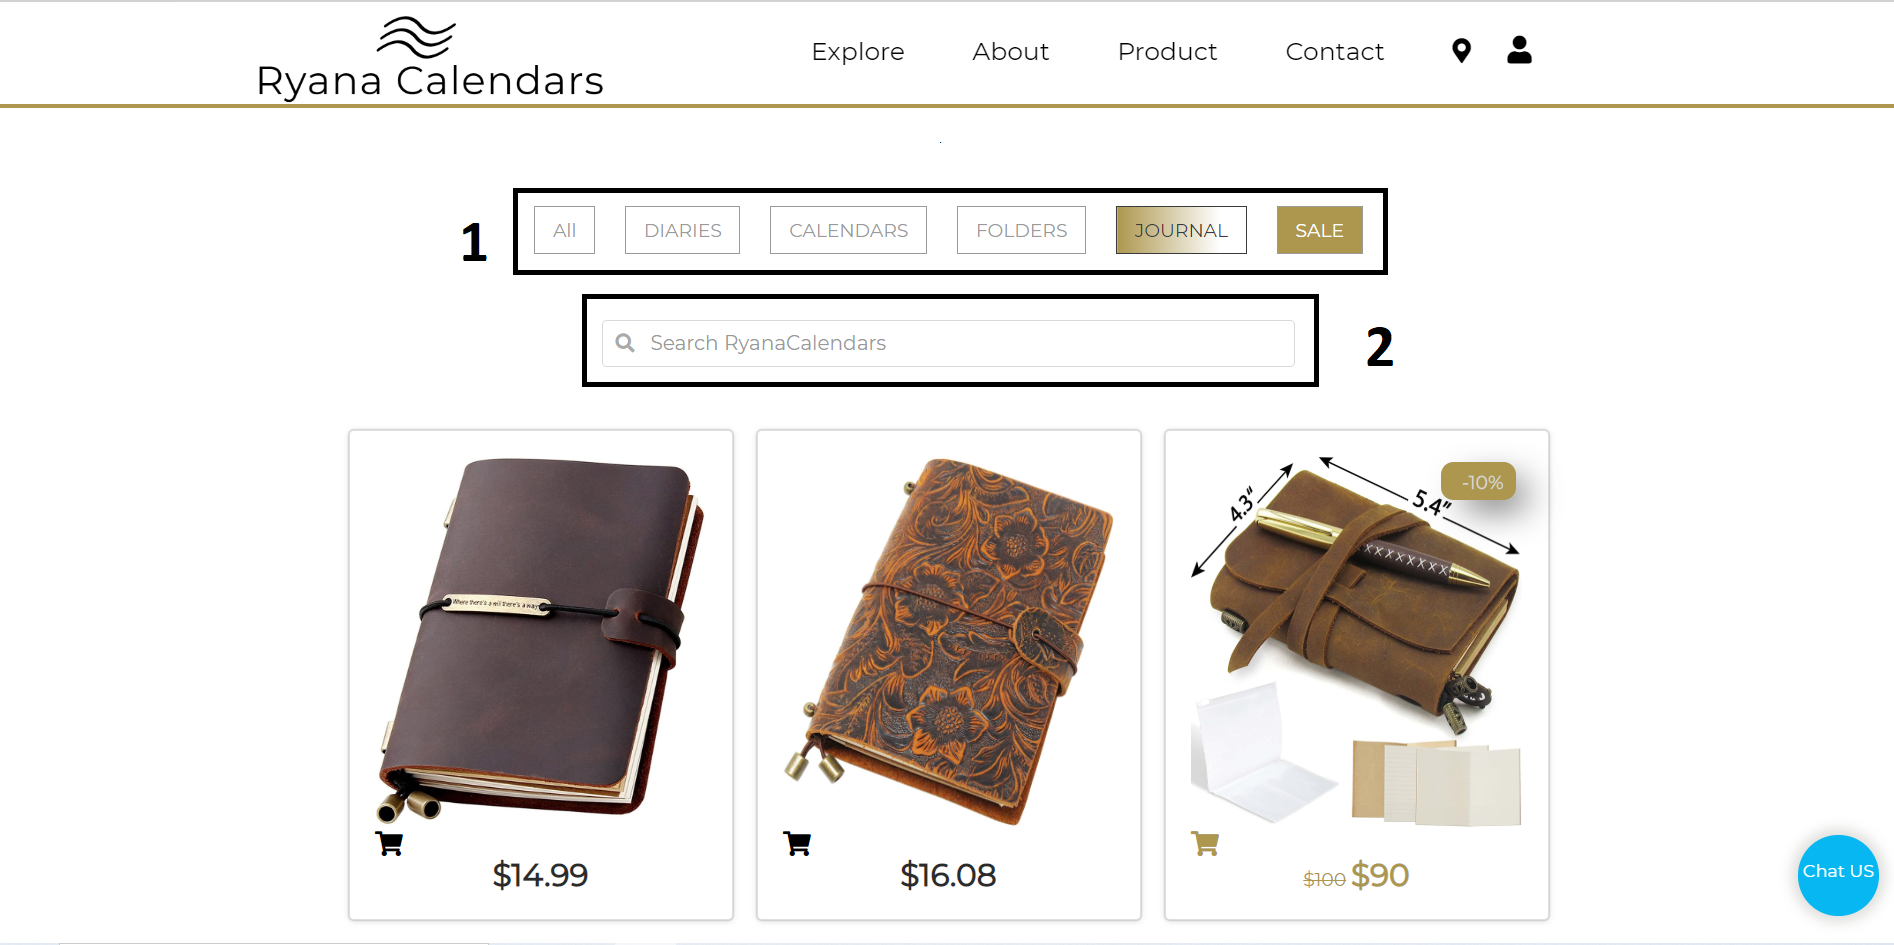 Ryana Calendars
Explore About Product Contact
1
All DIARIES CALENDARS FOLDERS JOURNAL SALE
Search RyanaCalendars
2
Where there's a will there's a way
4.3"
5.4"
-10%
$14.99
$16.08
$100 $90
Chat US